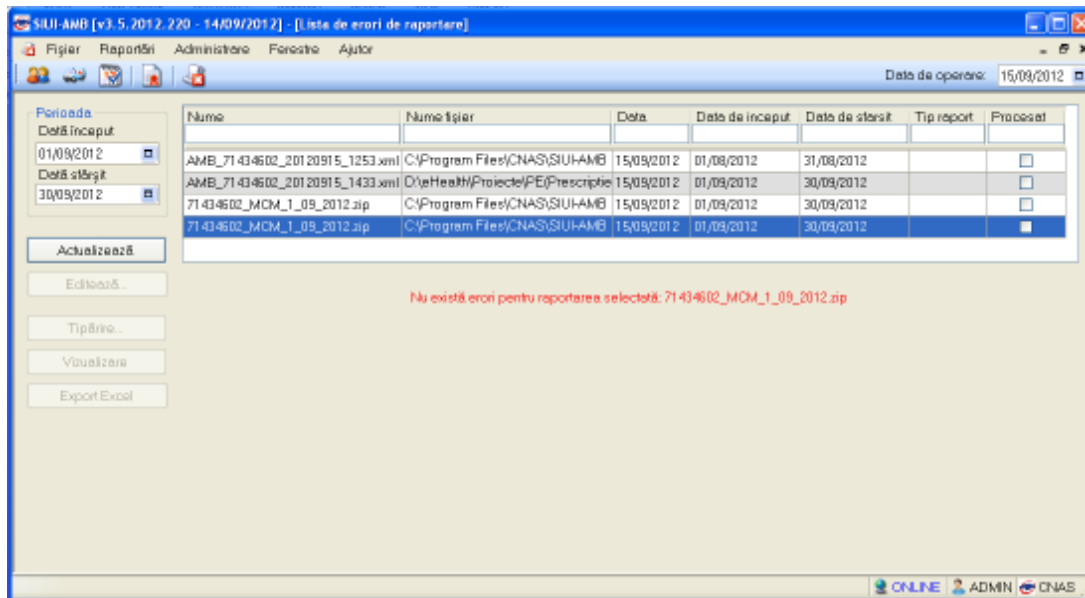 SIUI-AMB [v3.5.2012.220 - 14/09/2012] - [Lista de erori de raportare]
Fişier Raportări Administrare Ferestre Ajutor
Data de operare: 15/09/2012
Perioada
Dată început
01/09/2012
Dată sfârşit
30/09/2012
Actualizează
Editează...
Tipărire...
Vizualizare
Export Excel
Nume Nume fişier Data Data de inceput Data de sfarsit Tip raport Procesat
AMB_71434602_20120915_1253.xml C:\Program Files\CNAS\SIUI-AMB 15/09/2012 01/08/2012 31/08/2012
AMB_71434602_20120915_1433.xml D:\eHealth\Proiecte\PE(Prescriptie 15/09/2012 01/09/2012 30/09/2012
71434602_MCM_1_09_2012.zip C:\Program Files\CNAS\SIUI-AMB 15/09/2012 01/09/2012 30/09/2012
71434602_MCM_1_09_2012.zip C:\Program Files\CNAS\SIUI-AMB 15/09/2012 01/09/2012 30/09/2012
Nu există erori pentru raportarea selectată: 71434602_MCM_1_09_2012.zip
ONLINE ADMIN CNAS